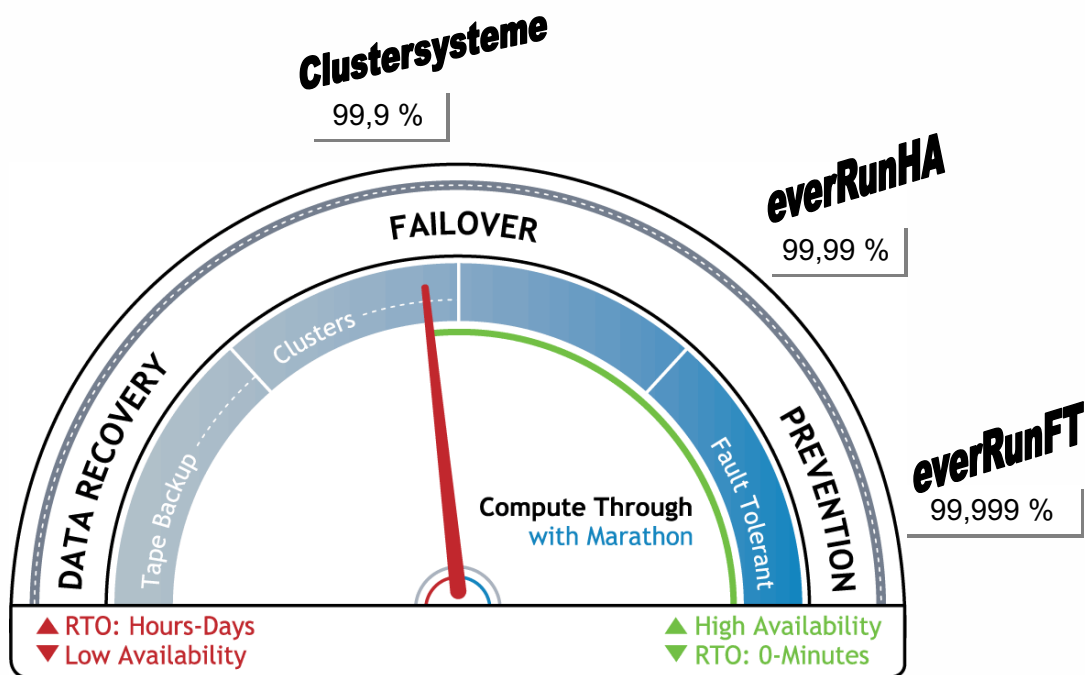 Clustersysteme
99,9 %
everRunHA
99,99 %
everRunFT
99,999 %
FAILOVER
DATA RECOVERY
PREVENTION
Clusters
Tape Backup
Fault Tolerant
Compute Through
with Marathon
▲ RTO: Hours-Days
▼ Low Availability
▲ High Availability
▼ RTO: 0-Minutes